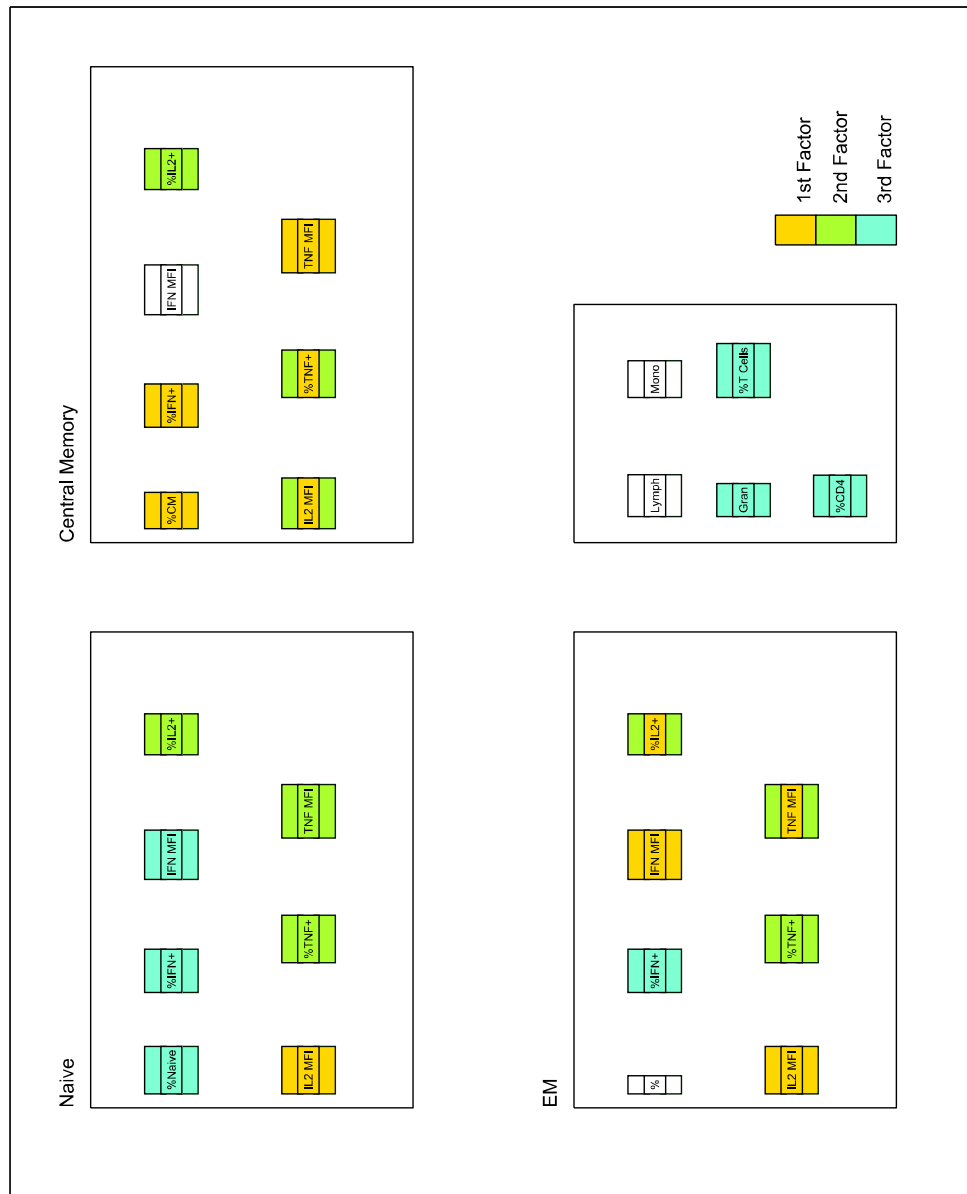 Naive
%Naive
%IFN+
IFN MFI
%IL2+
IL2 MFI
%TNF+
TNF MFI
Central Memory
%CM
%IFN+
IFN MFI
%IL2+
IL2 MFI
%TNF+
TNF MFI
EM
%
%IFN+
IFN MFI
%IL2+
IL2 MFI
%TNF+
TNF MFI
Lymph
Mono
Gran
%T Cells
%CD4
1st Factor
2nd Factor
3rd Factor